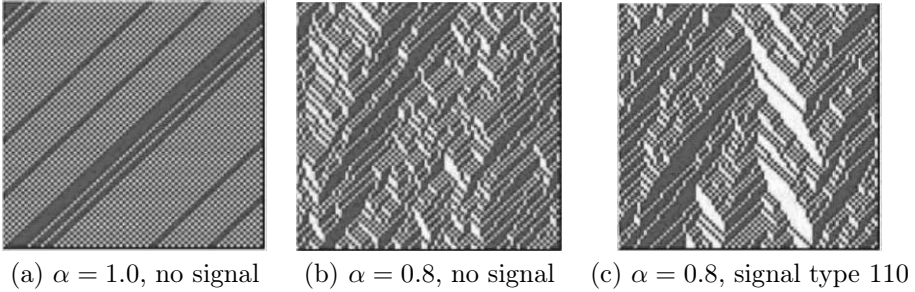 (a) α = 1.0, no signal (b) α = 0.8, no signal (c) α = 0.8, signal type 110